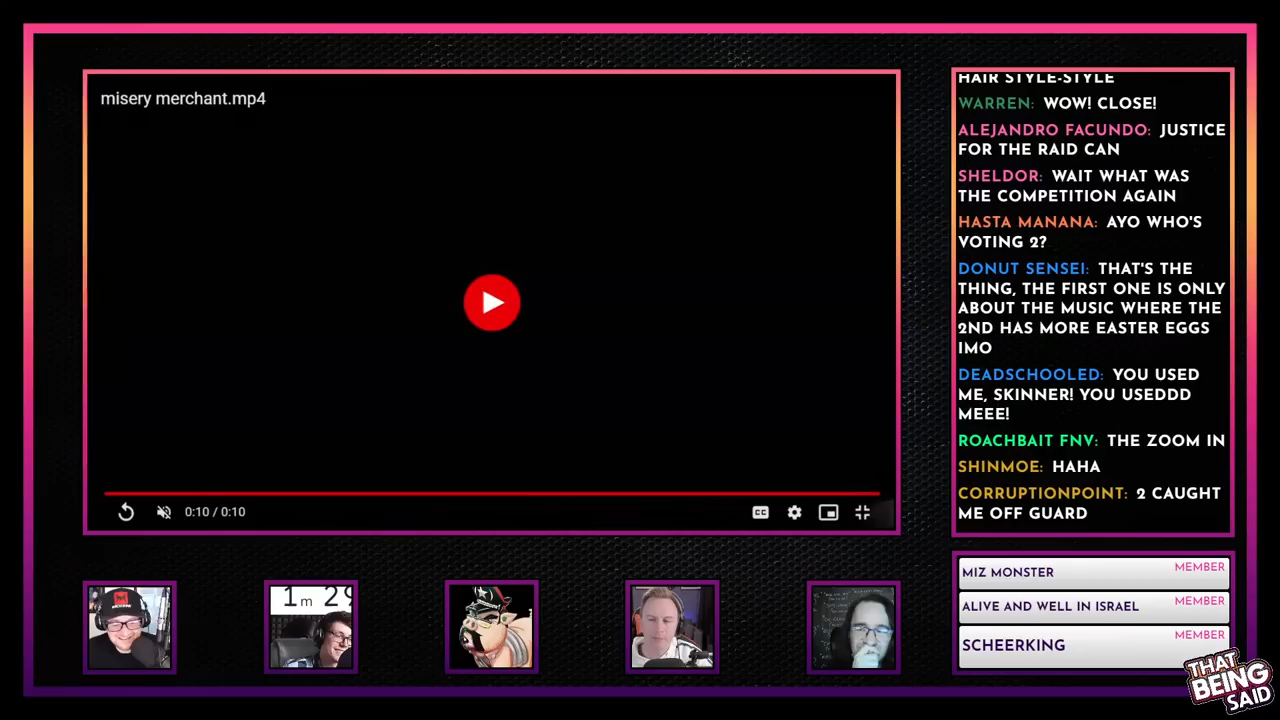 misery merchant.mp4
0:10 / 0:10
CC
HAIR STYLE-STYLE
WARREN: WOW! CLOSE!
ALEJANDRO FACUNDO: JUSTICE
FOR THE RAID CAN
SHELDOR: WAIT WHAT WAS
THE COMPETITION AGAIN
HASTA MANANA: AYO WHO'S
VOTING 2?
DONUT SENSEI: THAT'S THE
THING, THE FIRST ONE IS ONLY
ABOUT THE MUSIC WHERE THE
2ND HAS MORE EASTER EGGS
IMO
DEADSCHOOLED: YOU USED
ME, SKINNER! YOU USEDDD
MEEE!
ROACHBAIT FNV: THE ZOOM IN
SHINMOE: HAHA
CORRUPTIONPOINT: 2 CAUGHT
ME OFF GUARD
1m 29
MIZ MONSTER MEMBER
ALIVE AND WELL IN ISRAEL MEMBER
SCHEERKING MEMBER
THAT
BEING
SAID